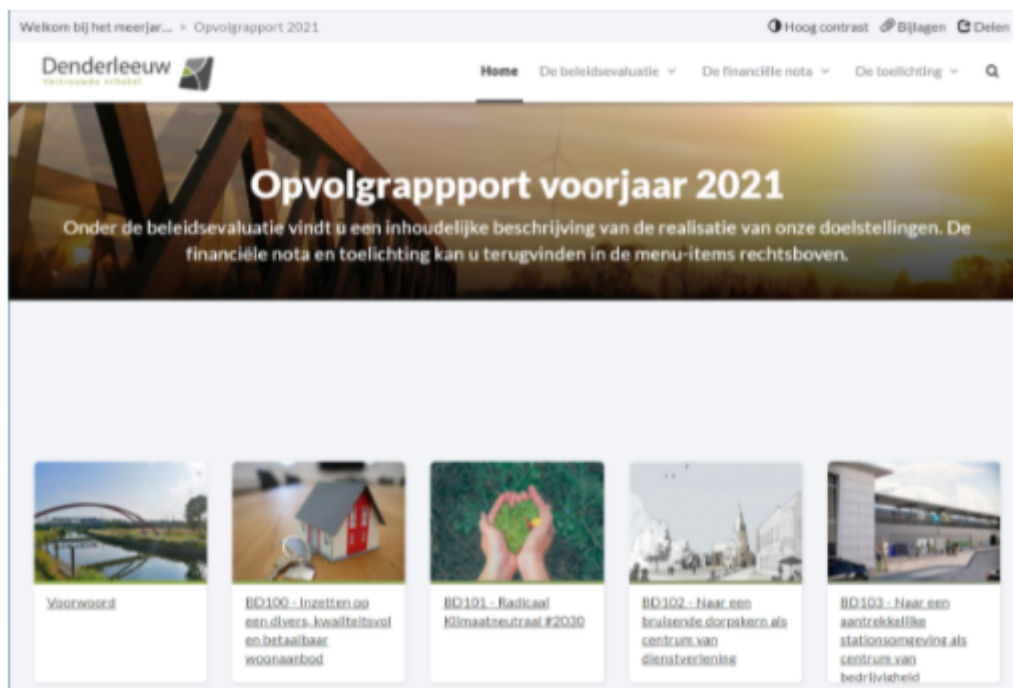 Welkom bij het meerjar... > Opvolgrapport 2021
Hoog contrast Bijlagen Delen
Denderleeuw
Vertrouwde schakel
Home De beleidsevaluatie De financiële nota De toelichting
Opvolgrappport voorjaar 2021
Onder de beleidsevaluatie vindt u een inhoudelijke beschrijving van de realisatie van onze doelstellingen. De
financiële nota en toelichting kan u terugvinden in de menu-items rechtsboven.
Voorwoord
BD100 - Inzetten op
een divers, kwaliteitsvol
en betaalbaar
woonaanbod
BD101 - Radicaal
Klimaatneutraal #2030
BD102 - Naar een
bruisende dorpskern als
centrum van
dienstverlening
BD103 - Naar een
aantrekkelijke
stationsomgeving als
centrum van
bedrijvigheid